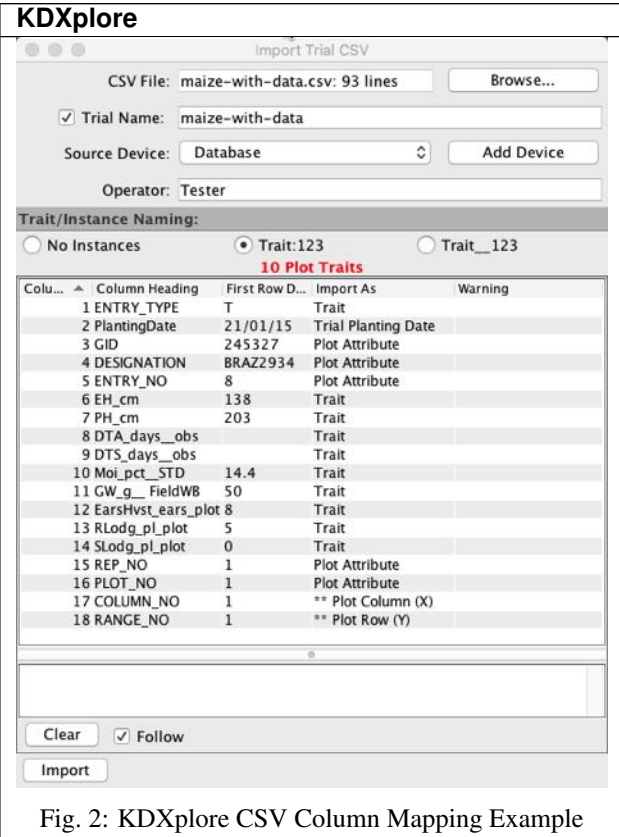 KDXplore
Import Trial CSV
CSV File: maize-with-data.csv: 93 lines Browse...
Trial Name: maize-with-data
Source Device: Database Add Device
Operator: Tester
Trait/Instance Naming:
No Instances Trait:123 Trait__123
10 Plot Traits
Colu... Column Heading First Row D... Import As Warning
1 ENTRY_TYPE T Trait
2 PlantingDate 21/01/15 Trial Planting Date
3 GID 245327 Plot Attribute
4 DESIGNATION BRAZ2934 Plot Attribute
5 ENTRY_NO 8 Plot Attribute
6 EH_cm 138 Trait
7 PH_cm 203 Trait
8 DTA_days__obs Trait
9 DTS_days__obs Trait
10 Moi_pct__STD 14.4 Trait
11 GW_g__ FieldWB 50 Trait
12 EarsHvst_ears_plot 8 Trait
13 RLodg_pl_plot 5 Trait
14 SLodg_pl_plot 0 Trait
15 REP_NO 1 Plot Attribute
16 PLOT_NO 1 Plot Attribute
17 COLUMN_NO 1 ** Plot Column (X)
18 RANGE_NO 1 ** Plot Row (Y)
Clear Follow
Import
Fig. 2: KDXplore CSV Column Mapping Example